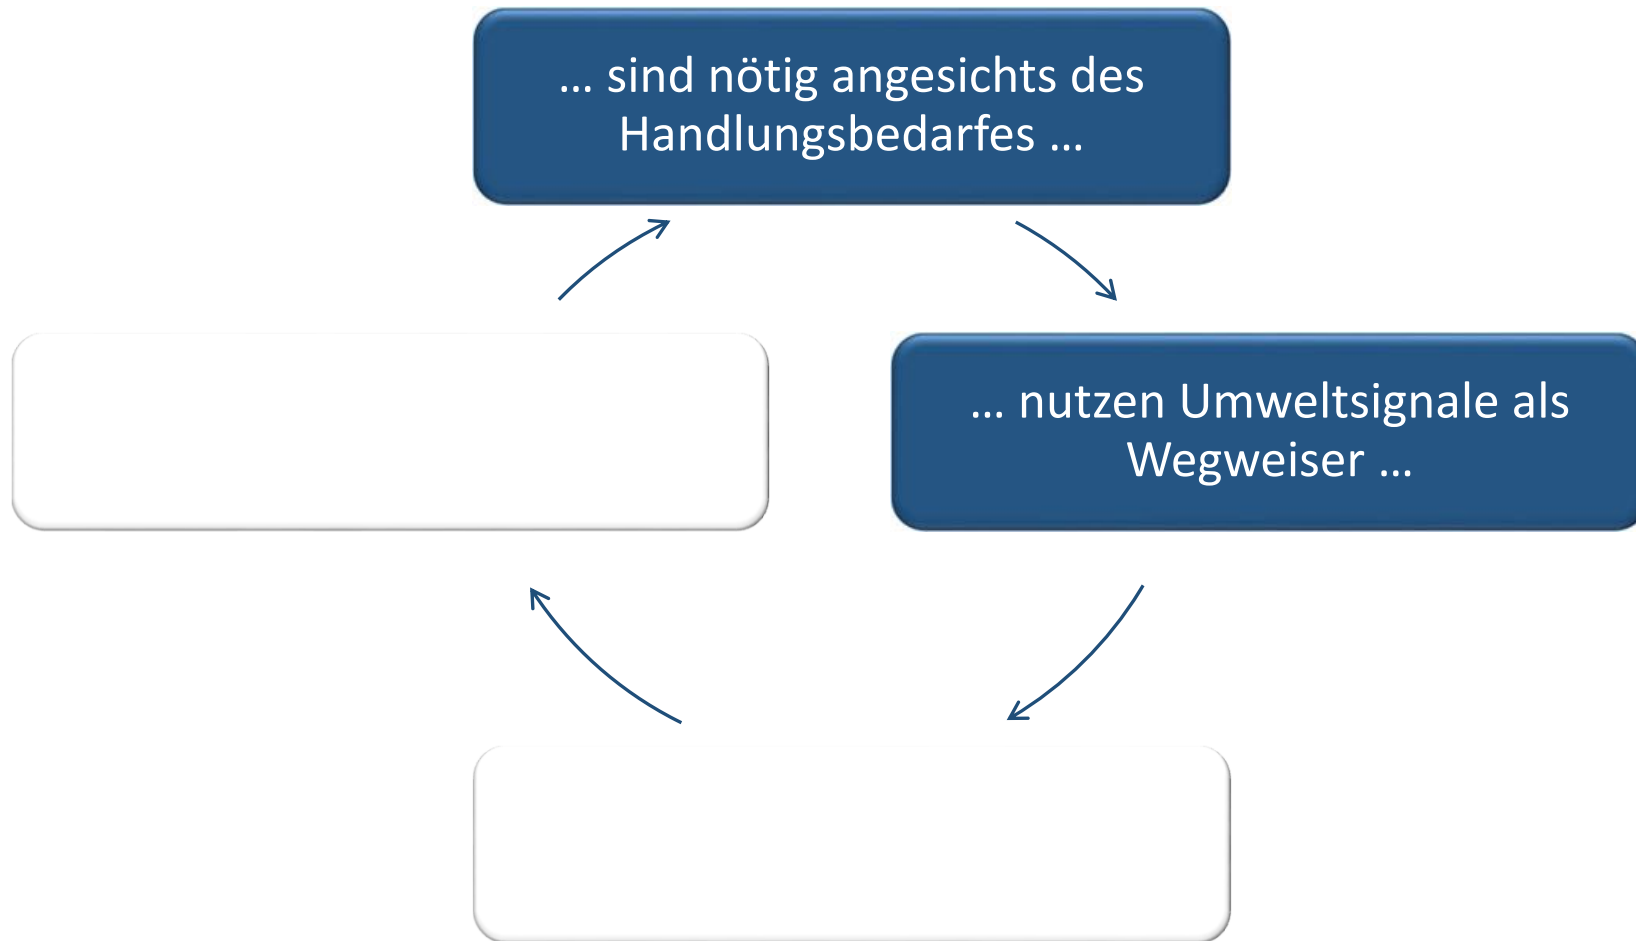 ... sind nötig angesichts des
Handlungsbedarfes ...
... nutzen Umweltsignale als
Wegweiser ...